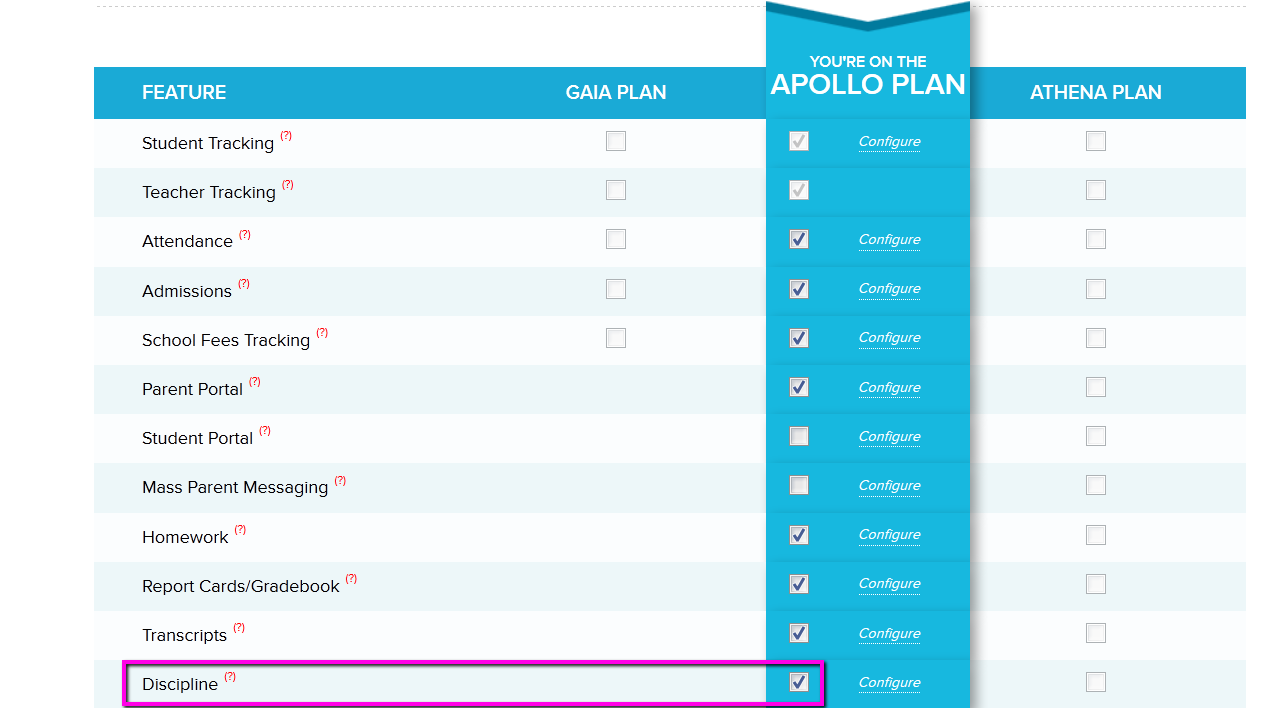 YOU'RE ON THE
APOLLO PLAN
FEATURE GAIA PLAN ATHENA PLAN
Student Tracking (?) Configure
Teacher Tracking (?)
Attendance (?) Configure
Admissions (?) Configure
School Fees Tracking (?) Configure
Parent Portal (?) Configure
Student Portal (?) Configure
Mass Parent Messaging (?) Configure
Homework (?) Configure
Report Cards/Gradebook (?) Configure
Transcripts (?) Configure
Discipline (?) Configure